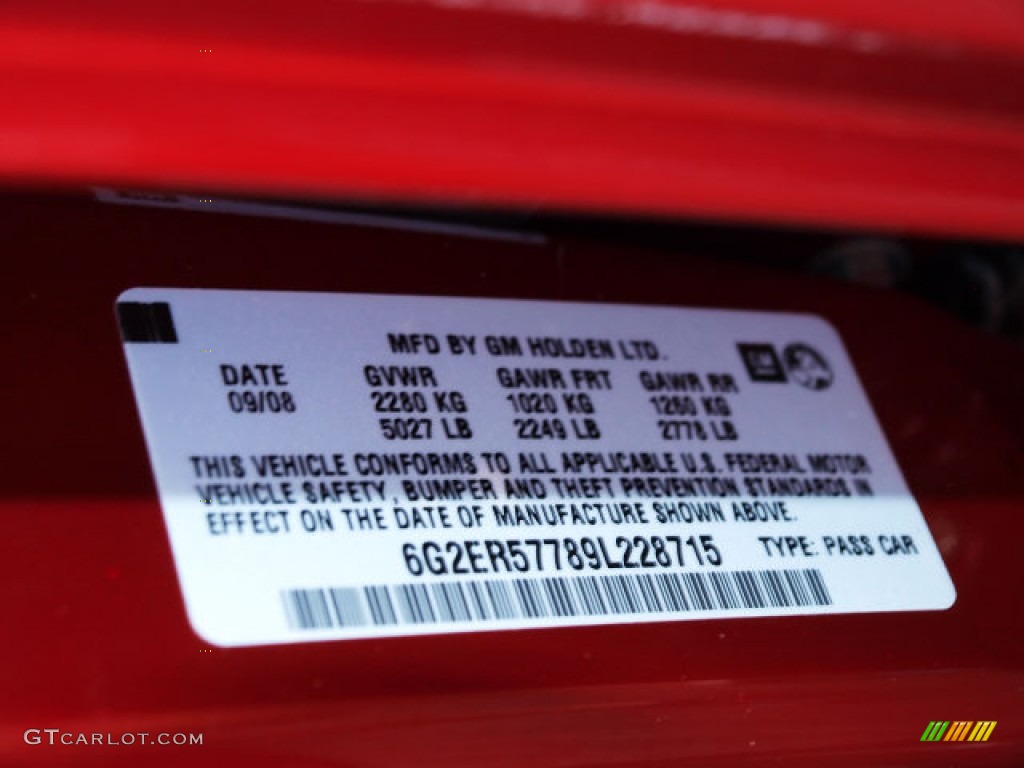 MFD BY GM HOLDEN LTD.
GM
DATE GVWR GAWR FRT GAWR RR
09/08 2280 KG 1020 KG 1260 KG
5027 LB 2249 LB 2778 LB
THIS VEHICLE CONFORMS TO ALL APPLICABLE U.S. FEDERAL MOTOR
VEHICLE SAFETY, BUMPER AND THEFT PREVENTION STANDARDS IN
EFFECT ON THE DATE OF MANUFACTURE SHOWN ABOVE.
6G2ER57789L228715 TYPE: PASS CAR
GTCARLOT.COM